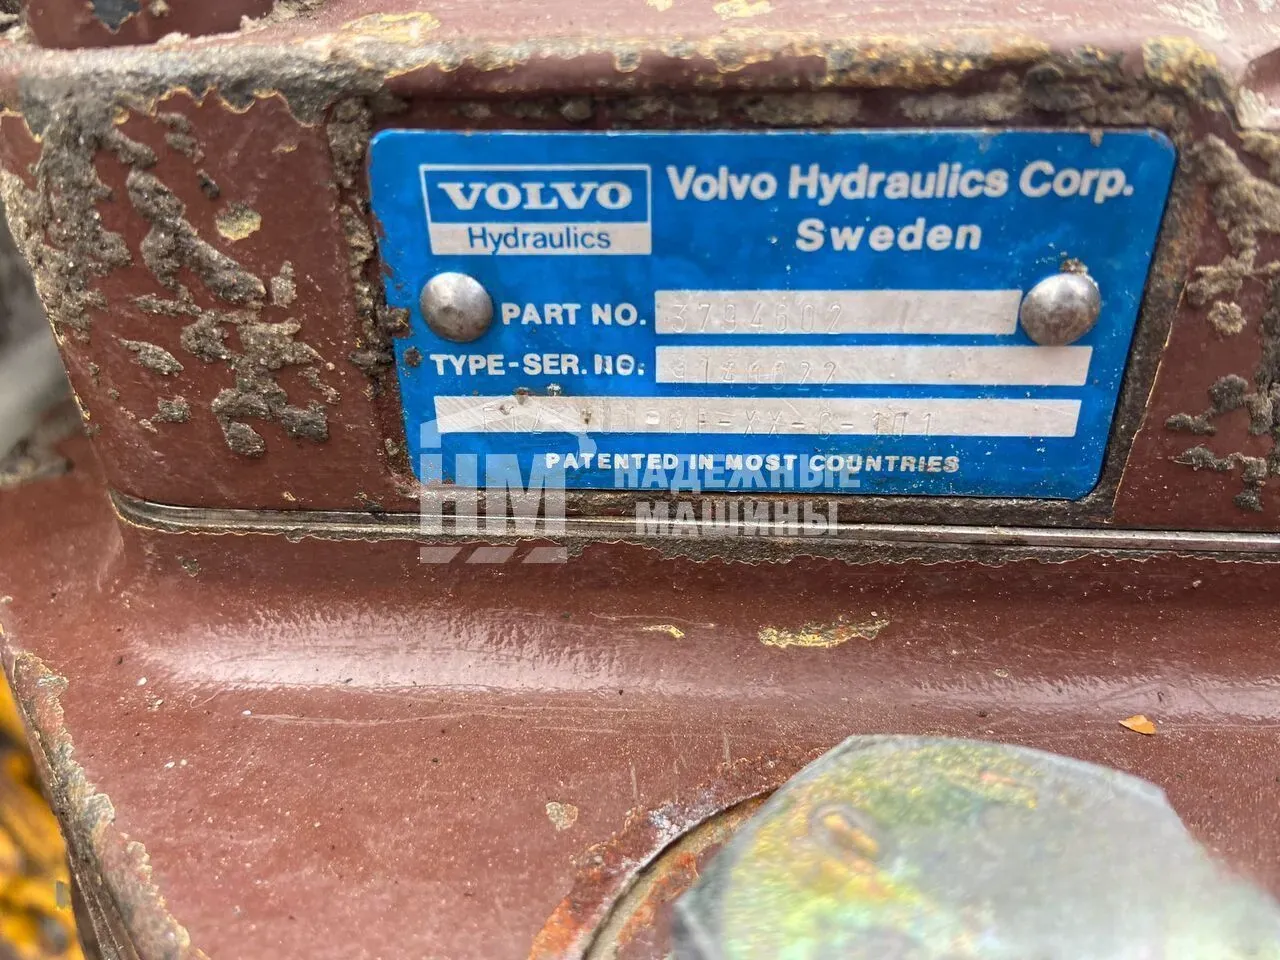 VOLVO
Hydraulics
Volvo Hydraulics Corp.
Sweden
PART NO. 3794602
TYPE-SER. NO.
PATENTED IN MOST COUNTRIES
НМ
НАДЕЖНЫЕ
МАШИНЫ